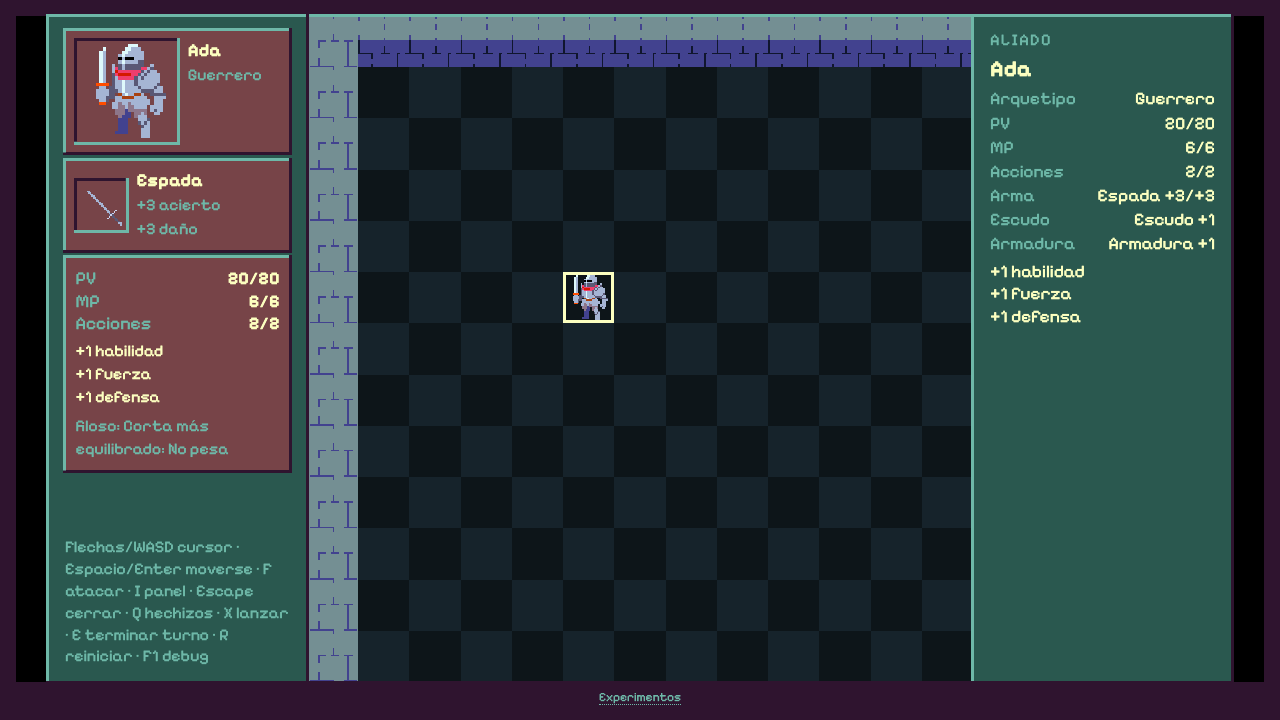 Ada
Guerrero
Espada
+3 acierto
+3 daño
PV 20/20
MP 6/6
Acciones 2/2
+1 habilidad
+1 fuerza
+1 defensa
Aloso: Corta más
equilibrado: No pesa
Flechas/WASD cursor ·
Espacio/Enter moverse · F
atacar · I panel · Escape
cerrar · Q hechizos · X lanzar
· E terminar turno · R
reiniciar · F1 debug
ALIADO
Ada
Arquetipo Guerrero
PV 20/20
MP 6/6
Acciones 2/2
Arma Espada +3/+3
Escudo Escudo +1
Armadura Armadura +1
+1 habilidad
+1 fuerza
+1 defensa
Experimentos